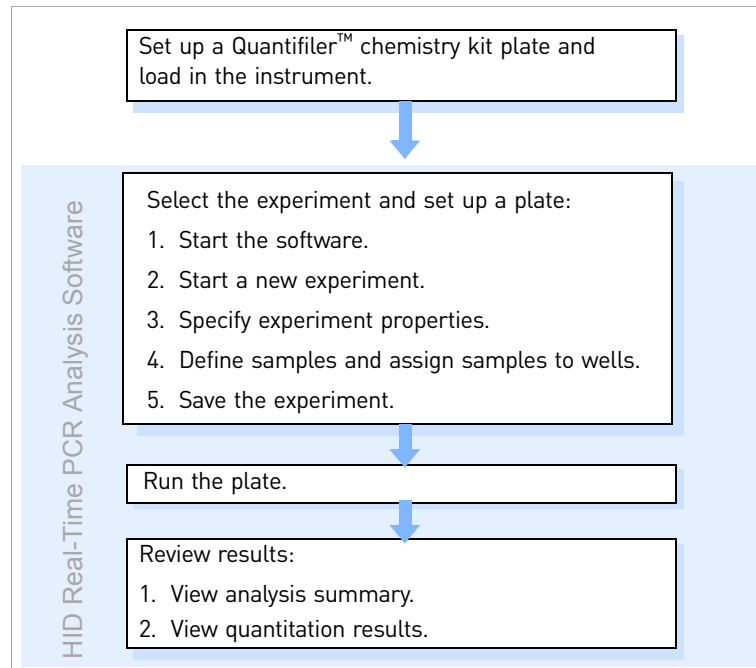 Set up a Quantifiler™ chemistry kit plate and
load in the instrument.
HID Real-Time PCR Analysis Software
Select the experiment and set up a plate:
1. Start the software.
2. Start a new experiment.
3. Specify experiment properties.
4. Define samples and assign samples to wells.
5. Save the experiment.
Run the plate.
Review results:
1. View analysis summary.
2. View quantitation results.